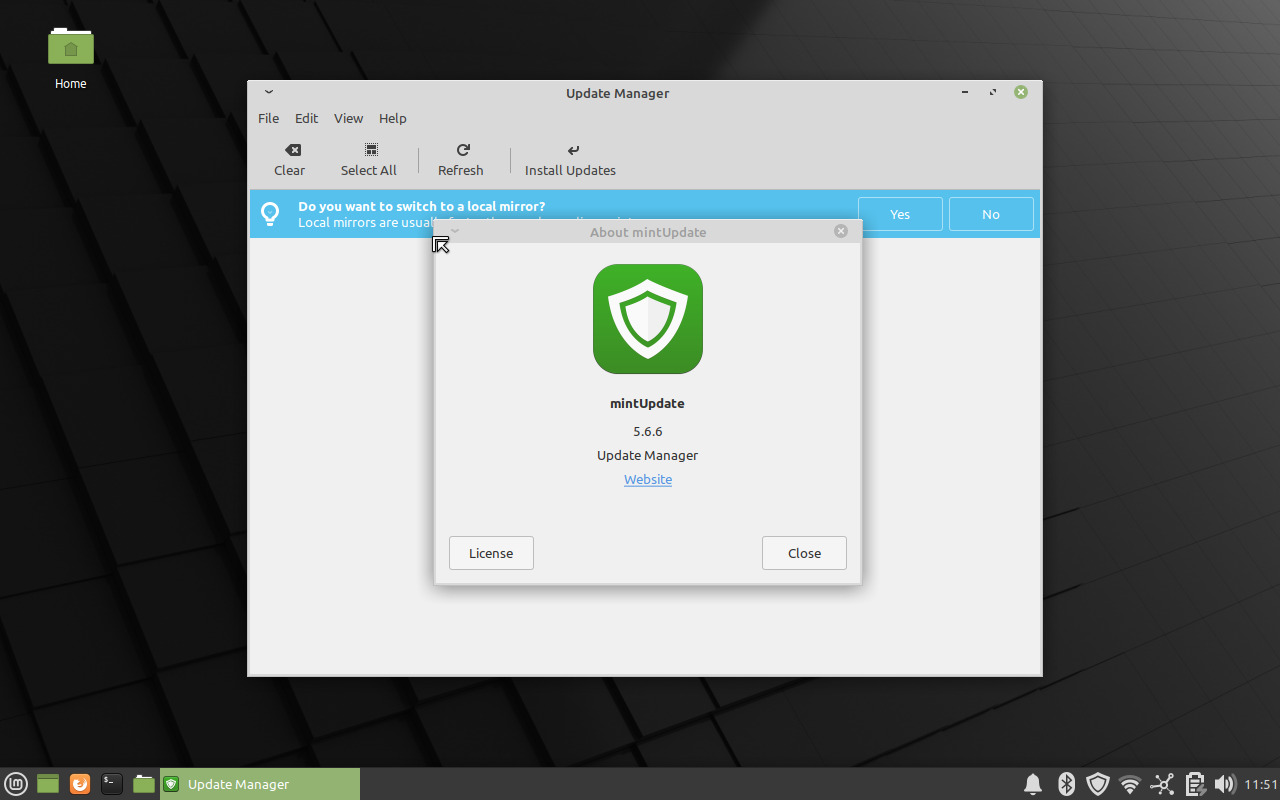 Home
Update Manager
File Edit View Help
Clear Select All Refresh Install Updates
Do you want to switch to a local mirror?
Local mirrors are
Yes No
About mintUpdate
mintUpdate
5.6.6
Update Manager
Website
License Close
Update Manager
11:51